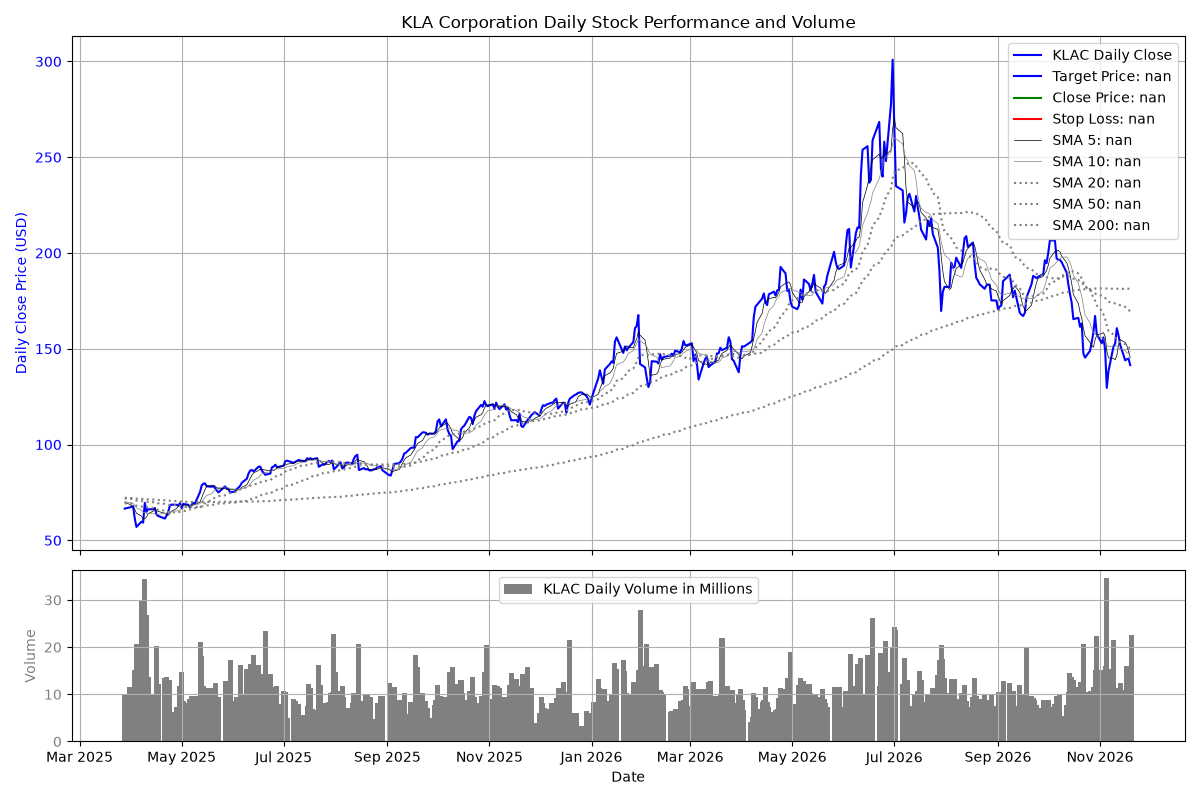 KLA Corporation Daily Stock Performance and Volume
Daily Close Price (USD)
300
250
200
150
100
50
KLAC Daily Close
Target Price: nan
Close Price: nan
Stop Loss: nan
SMA 5: nan
SMA 10: nan
SMA 20: nan
SMA 50: nan
SMA 200: nan
Volume
30
20
10
0
KLAC Daily Volume in Millions
Mar 2025 May 2025 Jul 2025 Sep 2025 Nov 2025 Jan 2026 Mar 2026 May 2026 Jul 2026 Sep 2026 Nov 2026
Date